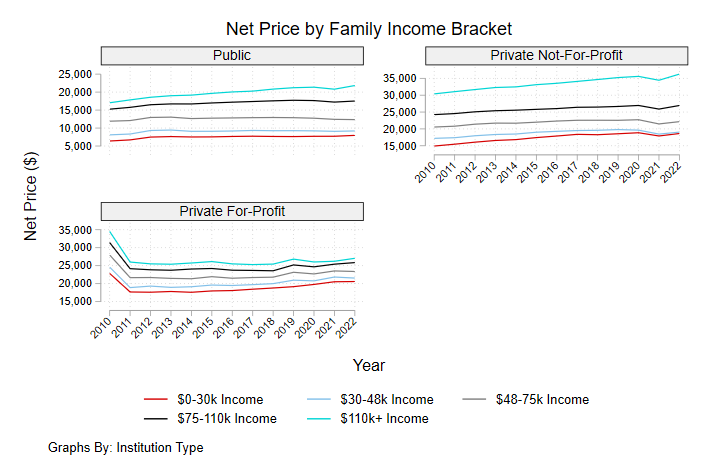 Net Price by Family Income Bracket
Public
Private Not-For-Profit
25,000
20,000
15,000
10,000
5,000
35,000
30,000
25,000
20,000
15,000
2010 2011 2012 2013 2014 2015 2016 2017 2018 2019 2020 2021 2022
Net Price ($)
Private For-Profit
35,000
30,000
25,000
20,000
15,000
2010 2011 2012 2013 2014 2015 2016 2017 2018 2019 2020 2021 2022
Year
$0-30k Income $30-48k Income $48-75k Income
$75-110k Income $110k+ Income
Graphs By: Institution Type